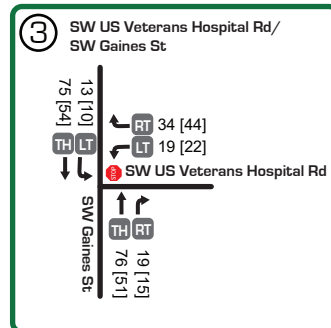 3
SW US Veterans Hospital Rd/
SW Gaines St
75 [54]
13 [10]
TH LT
RT 34 [44]
LT 19 [22]
STOP
SW US Veterans Hospital Rd
SW Gaines St
TH RT
76 [51]
19 [15]